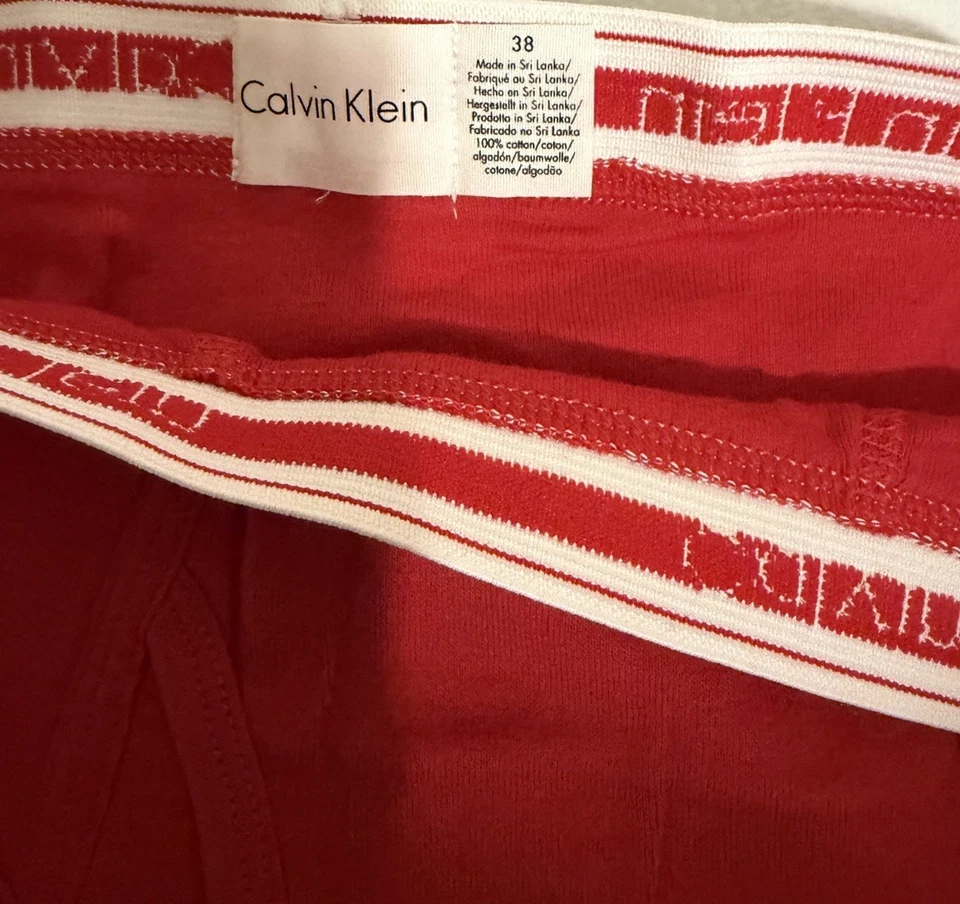 Calvin Klein
38
Made in Sri Lanka/
Fabriqué au Sri Lanka/
Hecho en Sri Lanka/
Hergestellt in Sri Lanka/
Prodotto in Sri Lanka/
Fabricado no Sri Lanka
100% cotton/coton/
algodón/baumwolle/
cotone/algodão